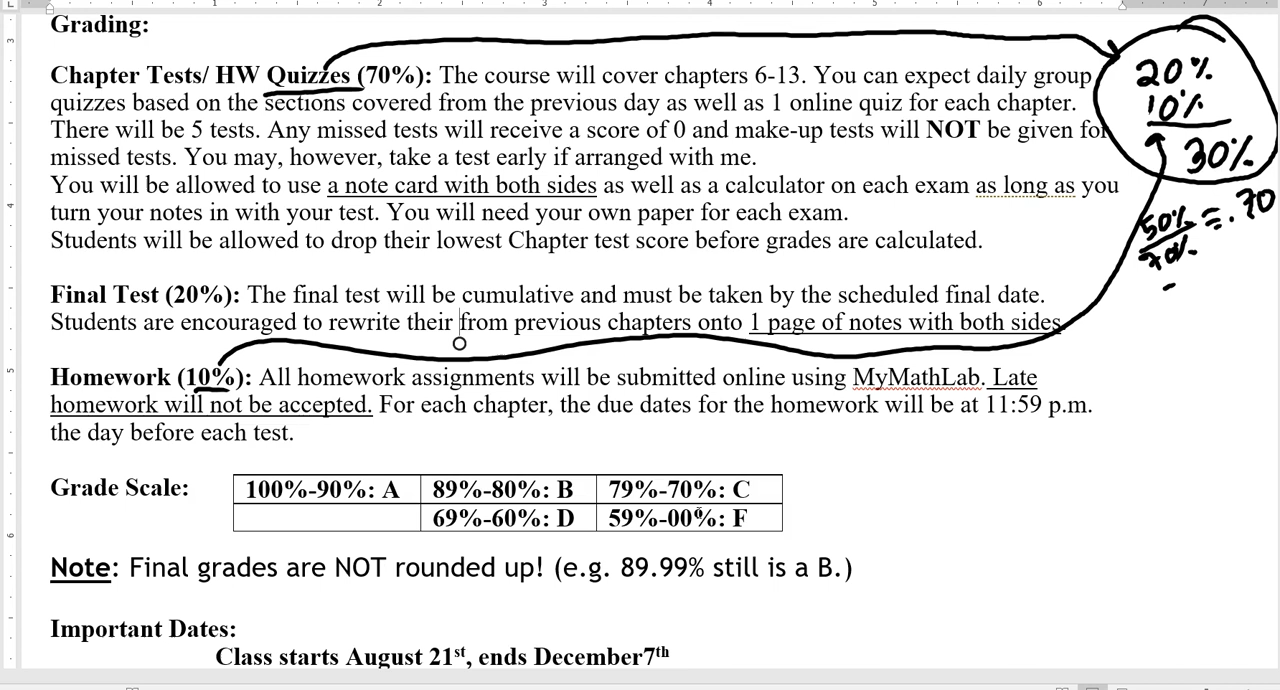 Grading:
Chapter Tests/ HW Quizzes (70%): The course will cover chapters 6-13. You can expect daily group
quizzes based on the sections covered from the previous day as well as 1 online quiz for each chapter.
There will be 5 tests. Any missed tests will receive a score of 0 and make-up tests will NOT be given for
missed tests. You may, however, take a test early if arranged with me.
You will be allowed to use a note card with both sides as well as a calculator on each exam as long as you
turn your notes in with your test. You will need your own paper for each exam.
Students will be allowed to drop their lowest Chapter test score before grades are calculated.
20%
10%
30%
50%
70%
= .70
Final Test (20%): The final test will be cumulative and must be taken by the scheduled final date.
Students are encouraged to rewrite their from previous chapters onto 1 page of notes with both sides.
Homework (10%): All homework assignments will be submitted online using MyMathLab. Late
homework will not be accepted. For each chapter, the due dates for the homework will be at 11:59 p.m.
the day before each test.
Grade Scale:
100%-90%: A 89%-80%: B 79%-70%: C
69%-60%: D 59%-00%: F
Note: Final grades are NOT rounded up! (e.g. 89.99% still is a B.)
Important Dates:
Class starts August 21st, ends December7th